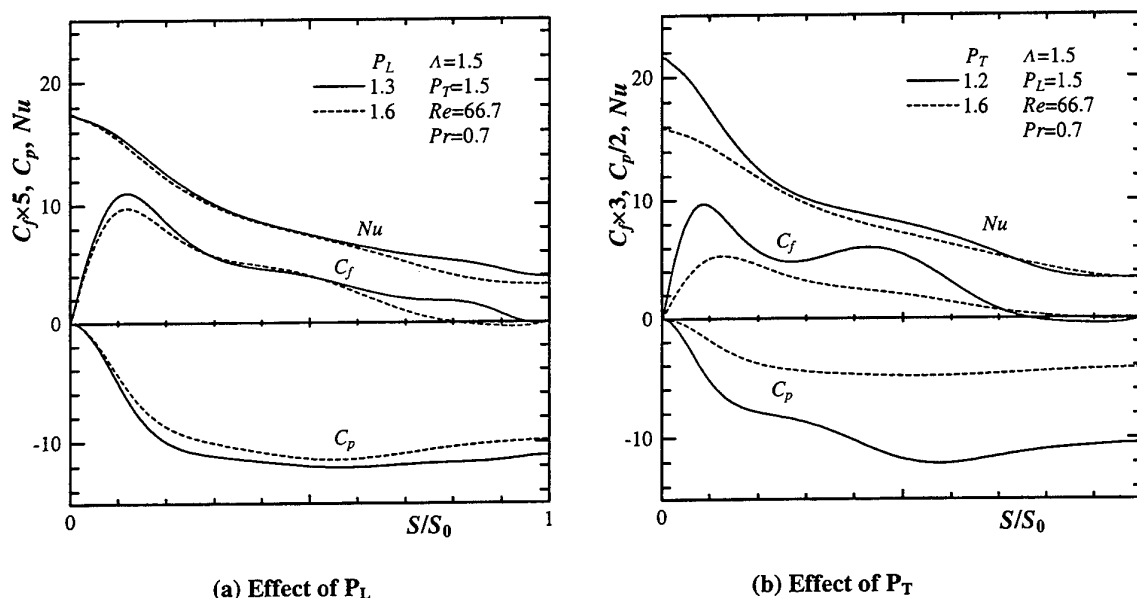 P_L Λ=1.5
1.3 P_T=1.5
1.6 Re=66.7
Pr=0.7
20
10
0
-10
C_f×5, C_p, Nu
Nu
C_f
C_p
0 S/S_0 1
(a) Effect of P_L
P_T Λ=1.5
1.2 P_L=1.5
1.6 Re=66.7
Pr=0.7
20
10
0
-10
C_f×3, C_p/2, Nu
Nu
C_f
C_p
0 S/S_0
(b) Effect of P_T